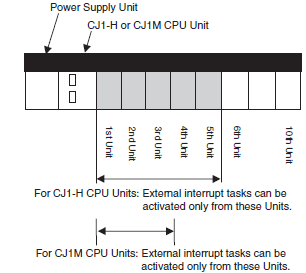 Power Supply Unit
CJ1-H or CJ1M CPU Unit
1st Unit
2nd Unit
3rd Unit
4th Unit
5th Unit
6th Unit
10th Unit
For CJ1-H CPU Units: External interrupt tasks can be
activated only from these Units.
For CJ1M CPU Units: External interrupt tasks can be
activated only from these Units.